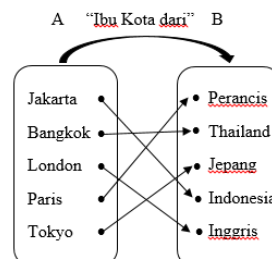 A “Ibu Kota dari” B
Jakarta Perancis
Bangkok Thailand
London Jepang
Paris Indonesia
Tokyo Inggris